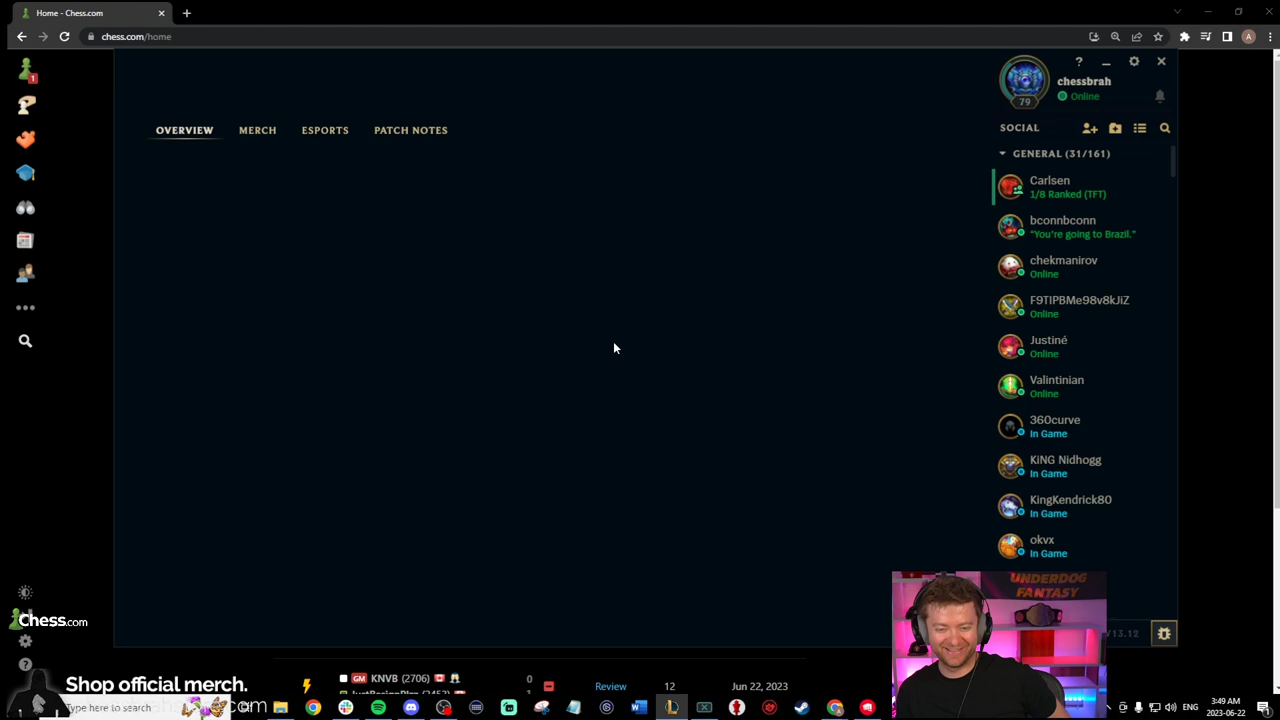 Home - Chess.com
chess.com/home
A
1
?
79
chessbrah
Online
OVERVIEW
MERCH
ESPORTS
PATCH NOTES
SOCIAL
GENERAL (31/161)
Carlsen
1/8 Ranked (TFT)
bconnbconn
"You're going to Brazil."
chekmanirov
Online
F9TIPBMe98v8kJiZ
Online
Justiné
Online
Valintinian
Online
360curve
In Game
KiNG Nidhogg
In Game
KingKendrick80
In Game
okvx
In Game
UNDERDOG
FANTASY
V13.12
Chess.com
?
Shop official merch.
GM KNVB (2706)
0
Review
12
Jun 22, 2023
Type here to search
3:49 AM
2023-06-22